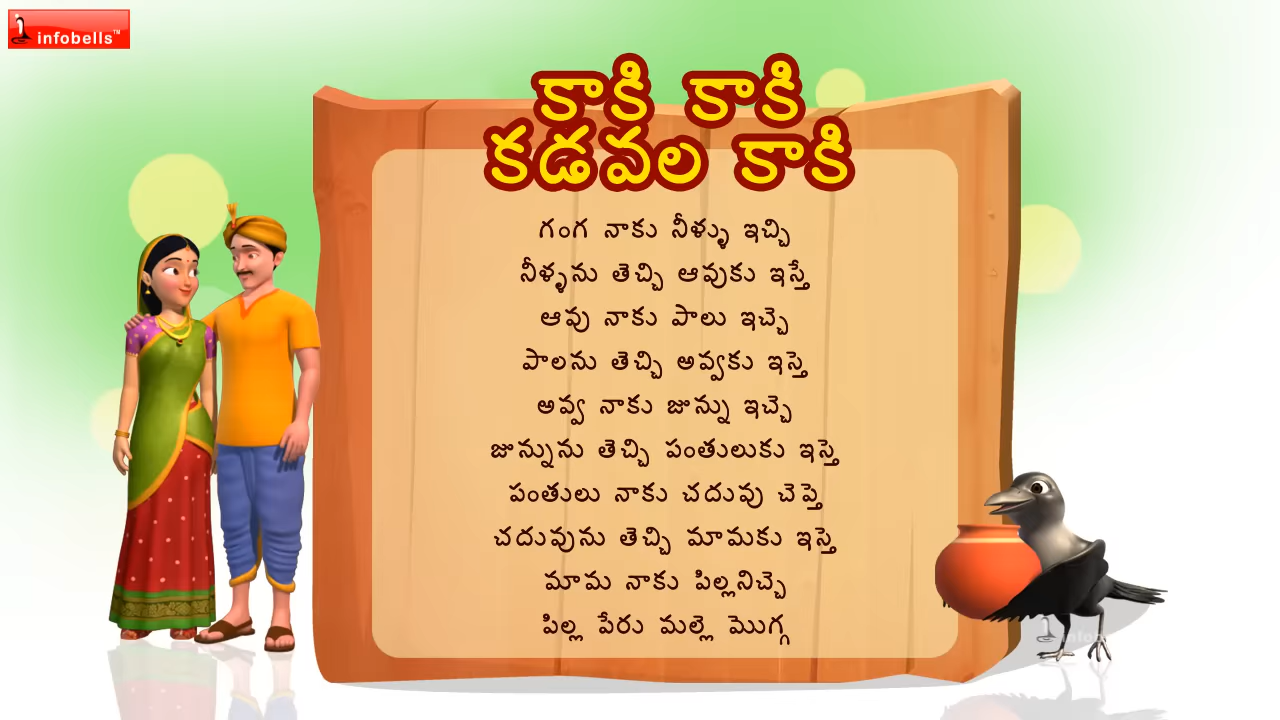 infobells™
కాకి కాకి
కడవల కాకి
గంగ నాకు నీళ్ళు ఇచ్చి
నీళ్ళను తెచ్చి ఆవుకు ఇస్తే
ఆవు నాకు పాలు ఇచ్చె
పాలను తెచ్చి అవ్వకు ఇస్తె
అవ్వ నాకు జున్ను ఇచ్చె
జున్నును తెచ్చి పంతులుకు ఇస్తె
పంతులు నాకు చదువు చెప్తె
చదువును తెచ్చి మామకు ఇస్తె
మామ నాకు పిల్లనిచ్చె
పిల్ల పేరు మల్లె మొగ్గ